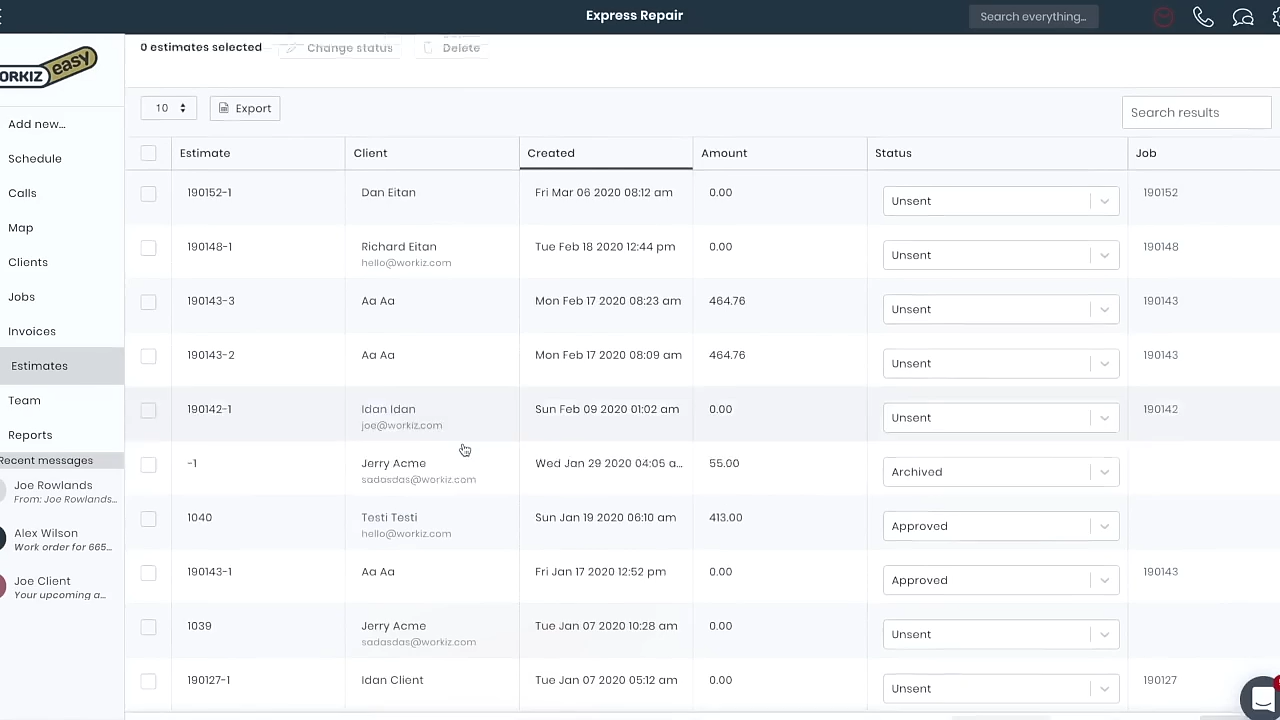 Express Repair
Search everything...
0 estimates selected
Change status
Delete
ORKIZ
easy
10
Export
Search results
Add new...
Schedule
Calls
Map
Clients
Jobs
Invoices
Estimates
Team
Reports
Recent messages
Joe Rowlands
From: Joe Rowlands...
Alex Wilson
Work order for 665...
Joe Client
Your upcoming a...
Estimate Client Created Amount Status Job
190152-1 Dan Eitan Fri Mar 06 2020 08:12 am 0.00 Unsent 190152
190148-1 Richard Eitan Tue Feb 18 2020 12:44 pm 0.00 Unsent 190148
hello@workiz.com
190143-3 Aa Aa Mon Feb 17 2020 08:23 am 464.76 Unsent 190143
190143-2 Aa Aa Mon Feb 17 2020 08:09 am 464.76 Unsent 190143
190142-1 Idan Idan Sun Feb 09 2020 01:02 am 0.00 Unsent 190142
joe@workiz.com
-1 Jerry Acme Wed Jan 29 2020 04:05 a... 55.00 Archived
sadasdas@workiz.com
1040 Testi Testi Sun Jan 19 2020 06:10 am 413.00 Approved
hello@workiz.com
190143-1 Aa Aa Fri Jan 17 2020 12:52 pm 0.00 Approved 190143
1039 Jerry Acme Tue Jan 07 2020 10:28 am 0.00 Unsent
sadasdas@workiz.com
190127-1 Idan Client Tue Jan 07 2020 05:12 am 0.00 Unsent 190127